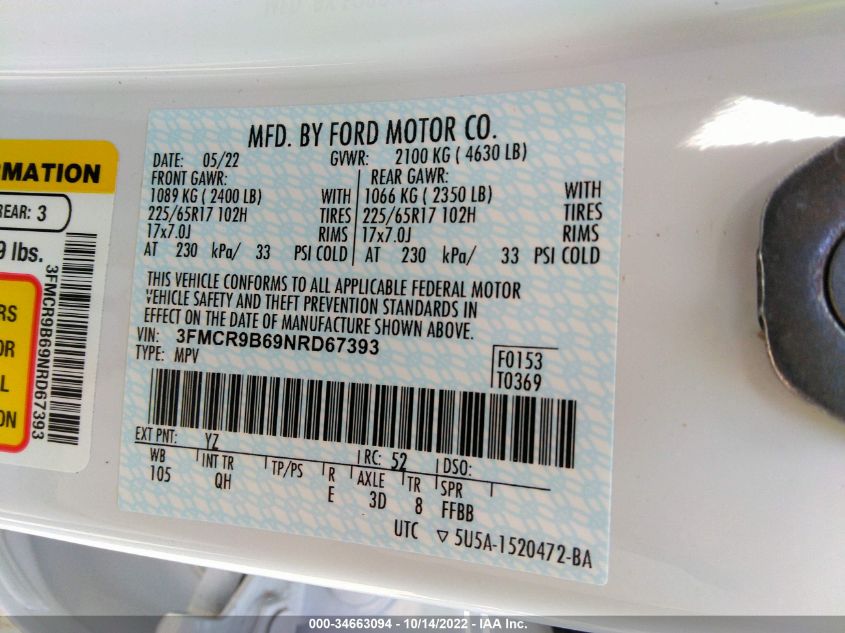 RMATION
REAR: 3
9 lbs.
RS
OR
L
ON
3FMCR9B69NRD67393
MFD. BY FORD MOTOR CO.
DATE: 05/22 GVWR: 2100 KG ( 4630 LB)
FRONT GAWR: REAR GAWR:
1089 KG ( 2400 LB) WITH 1066 KG ( 2350 LB) WITH
225/65R17 102H TIRES 225/65R17 102H TIRES
17x7.0J RIMS 17x7.0J RIMS
AT 230 kPa/ 33 PSI COLD AT 230 kPa/ 33 PSI COLD
THIS VEHICLE CONFORMS TO ALL APPLICABLE FEDERAL MOTOR
VEHICLE SAFETY AND THEFT PREVENTION STANDARDS IN
EFFECT ON THE DATE OF MANUFACTURE SHOWN ABOVE.
VIN: 3FMCR9B69NRD67393
TYPE: MPV
F0153
T0369
EXT PNT: YZ RC: 52 DSO:
WB INT TR TP/PS R AXLE TR SPR
105 QH E 3D 8 FFBB
UTC ▽ 5U5A-1520472-BA
000-34663094 - 10/14/2022 - IAA Inc.